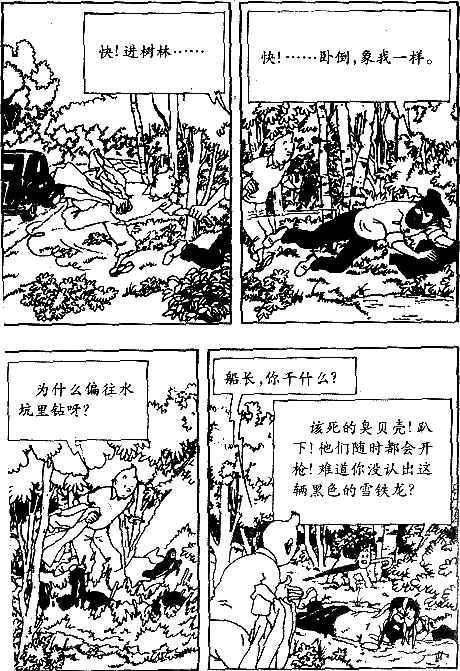 快!进树林……
快!……卧倒,象我一样。
为什么偏往水
坑里钻呀?
船长,你干什么?
该死的臭贝壳!趴
下!他们随时都会开
枪!难道你没认出这
辆黑色的雪铁龙?